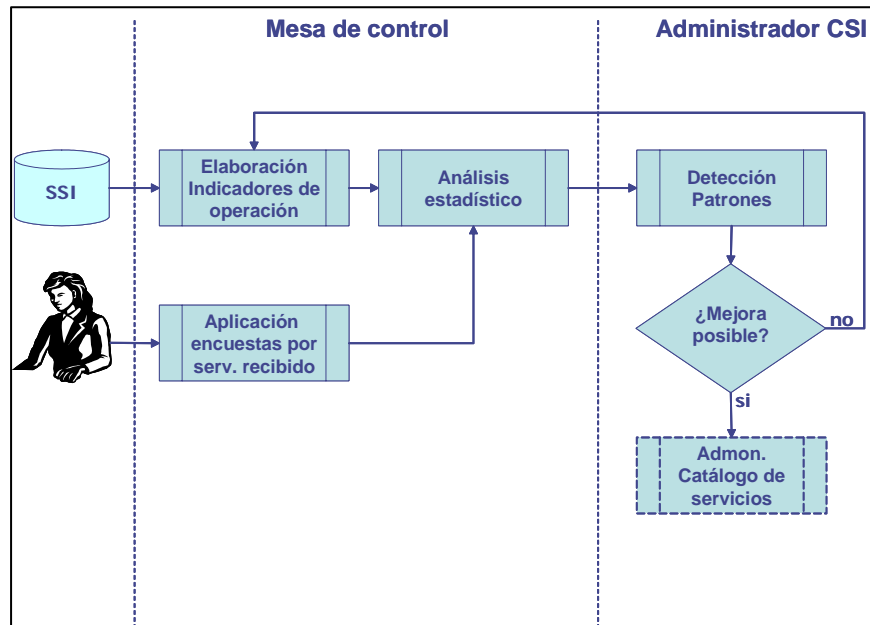 Mesa de control
Administrador CSI
SSI
Elaboración
Indicadores de
operación
Análisis
estadístico
Detección
Patrones
Aplicación
encuestas por
serv. recibido
¿Mejora
posible?
no
si
Admon.
Catálogo de
servicios